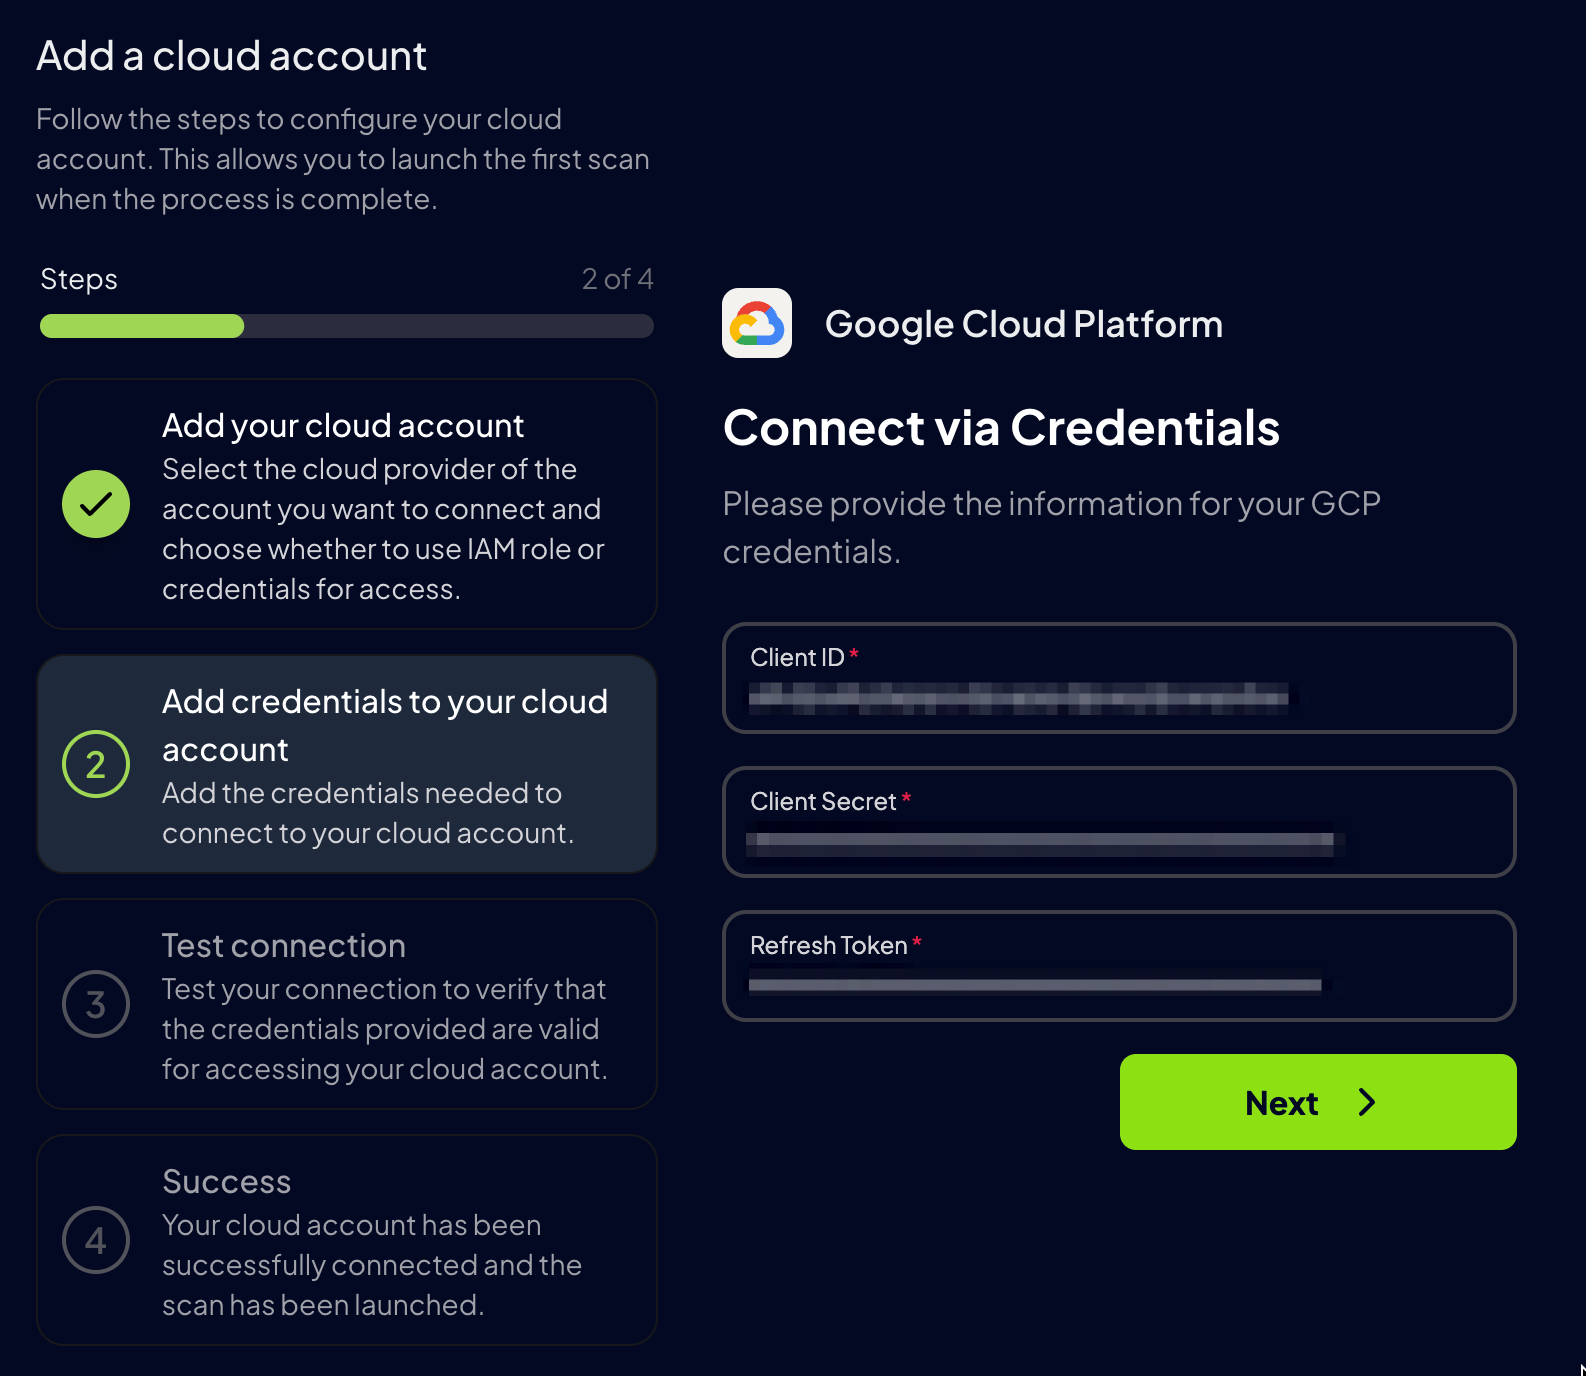 Add a cloud account
Follow the steps to configure your cloud
account. This allows you to launch the first scan
when the process is complete.
Steps
2 of 4
Add your cloud account
Select the cloud provider of the
account you want to connect and
choose whether to use IAM role or
credentials for access.
2
Add credentials to your cloud
account
Add the credentials needed to
connect to your cloud account.
3
Test connection
Test your connection to verify that
the credentials provided are valid
for accessing your cloud account.
4
Success
Your cloud account has been
successfully connected and the
scan has been launched.
Google Cloud Platform
Connect via Credentials
Please provide the information for your GCP
credentials.
Client ID *
Client Secret *
Refresh Token *
Next